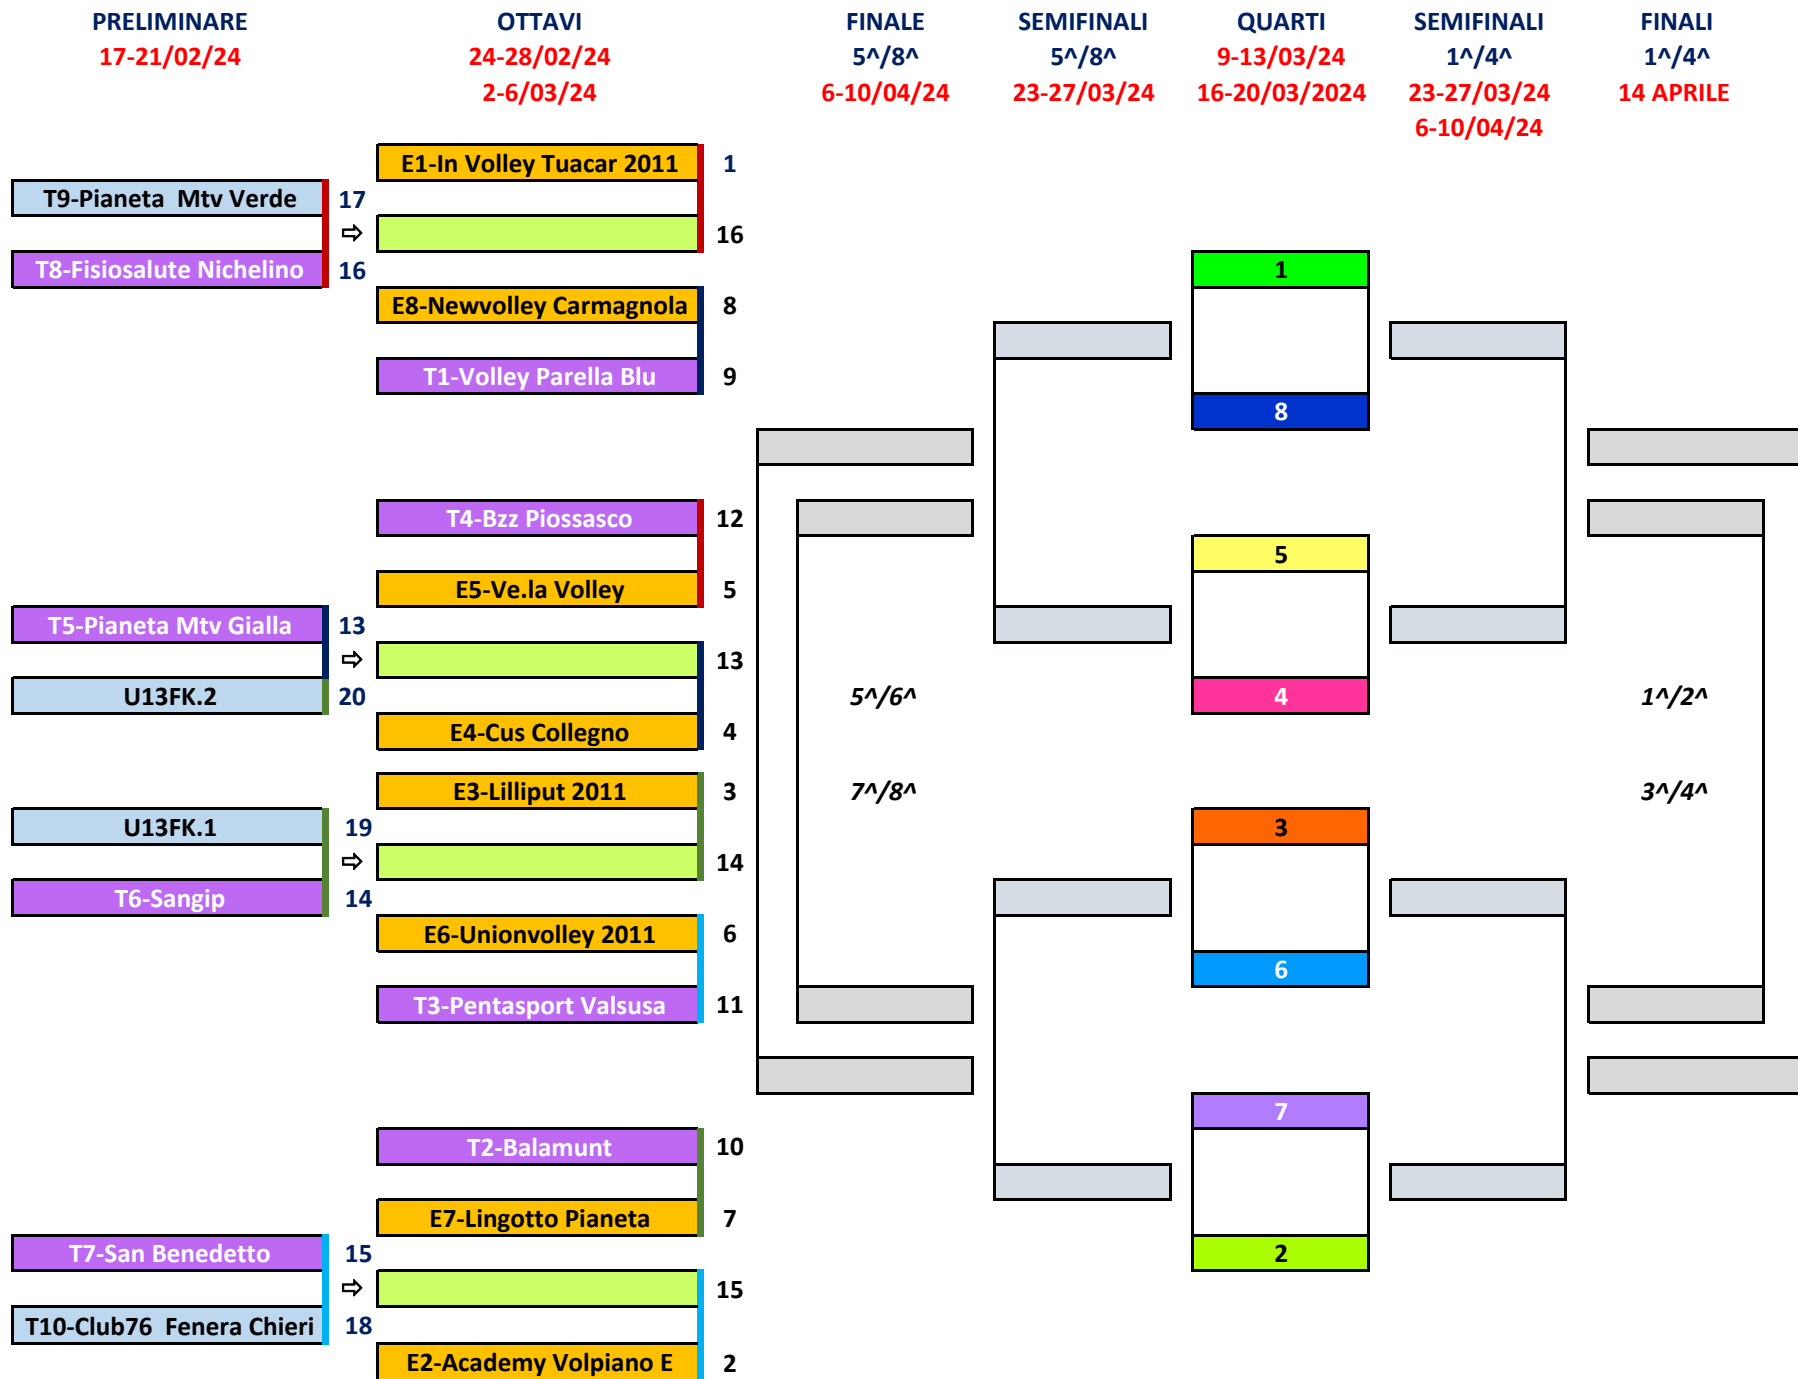 PRELIMINARE
17-21/02/24
OTTAVI
24-28/02/24
2-6/03/24
FINALE
5^/8^
6-10/04/24
SEMIFINALI
5^/8^
23-27/03/24
QUARTI
9-13/03/24
16-20/03/2024
SEMIFINALI
1^/4^
23-27/03/24
6-10/04/24
FINALI
1^/4^
14 APRILE
E1-In Volley Tuacar 2011 1
T9-Pianeta Mtv Verde 17
⇨
16
T8-Fisiosalute Nichelino 16
1
E8-Newvolley Carmagnola 8
T1-Volley Parella Blu 9
8
T4-Bzz Piossasco 12
5
E5-Ve.la Volley 5
T5-Pianeta Mtv Gialla 13
⇨
13
U13FK.2 20
5^/6^
4
1^/2^
E4-Cus Collegno 4
E3-Lilliput 2011 3
7^/8^
3^/4^
U13FK.1 19
3
⇨
14
T6-Sangip 14
E6-Unionvolley 2011 6
6
T3-Pentasport Valsusa 11
7
T2-Balamunt 10
E7-Lingotto Pianeta 7
T7-San Benedetto 15
2
⇨
15
T10-Club76 Fenera Chieri 18
E2-Academy Volpiano E 2